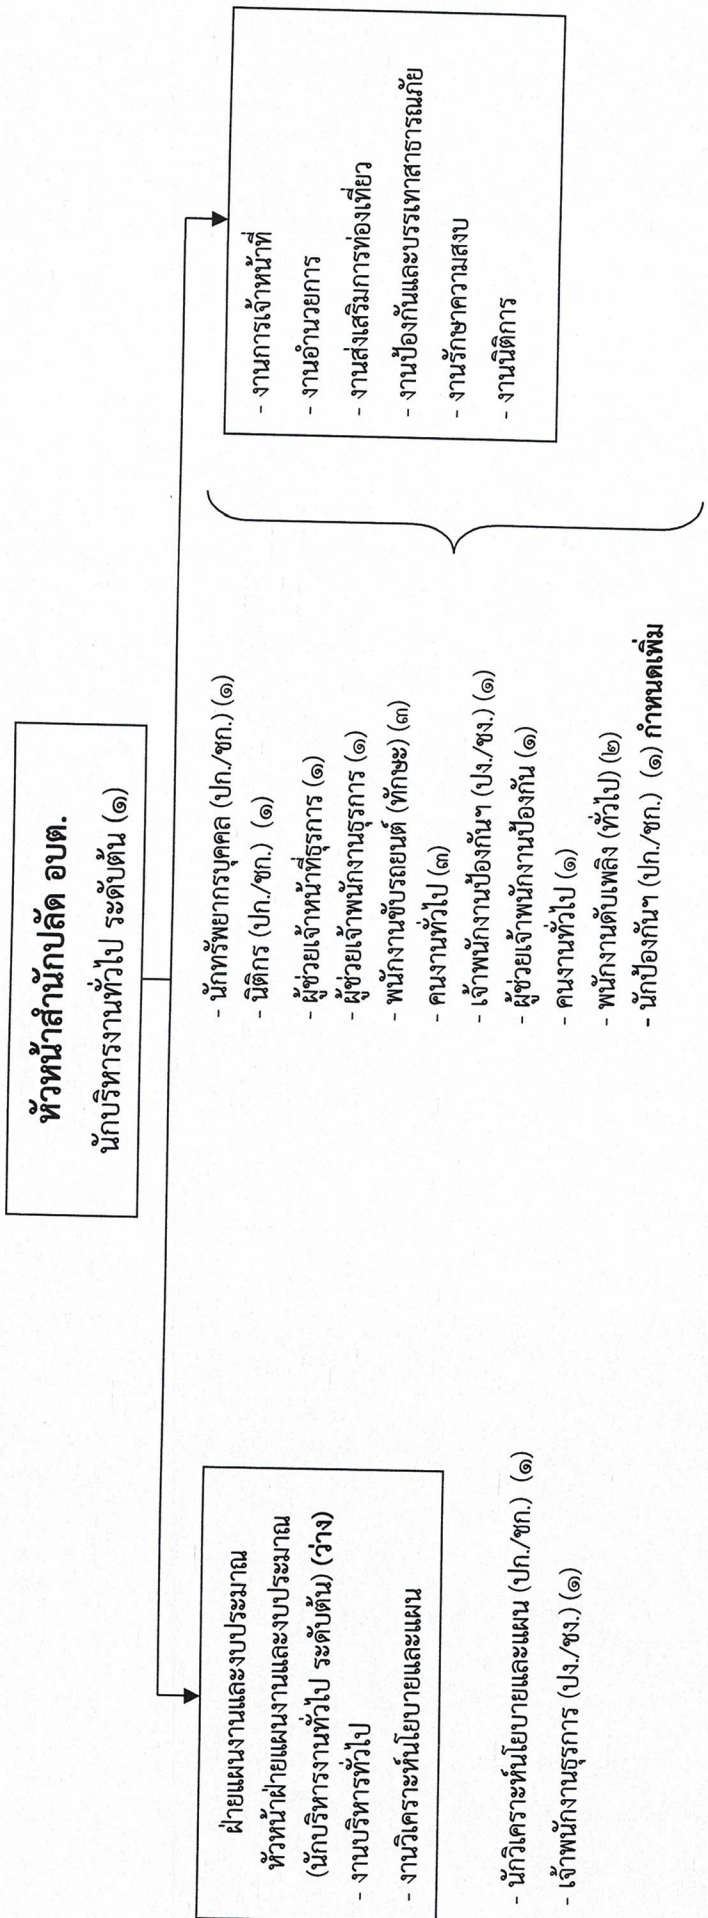 หัวหน้าสำนักปลัด อบต.
นักบริหารงานทั่วไป ระดับต้น (๑)
ฝ่ายแผนงานและงบประมาณ
หัวหน้าฝ่ายแผนงานและงบประมาณ
(นักบริหารงานทั่วไป ระดับต้น) (ว่าง)
- งานบริหารทั่วไป
- งานวิเคราะห์นโยบายและแผน
- นักวิเคราะห์นโยบายและแผน (ปก./ชก.) (๑)
- เจ้าพนักงานธุรการ (ปง./ชง.) (๑)
- นักทรัพยากรบุคคล (ปก./ชก.) (๑)
- นิติกร (ปก./ชก.) (๑)
- ผู้ช่วยเจ้าหน้าที่ธุรการ (๑)
- ผู้ช่วยเจ้าพนักงานธุรการ (๑)
- พนักงานขับรถยนต์ (ทักษะ) (๓)
- คนงานทั่วไป (๓)
- เจ้าพนักงานป้องกันฯ (ปง./ชง.) (๑)
- ผู้ช่วยเจ้าพนักงานป้องกัน (๑)
- คนงานทั่วไป (๑)
- พนักงานดับเพลิง (ทั่วไป) (๒)
- นักป้องกันฯ (ปก./ชก.) (๑) กำหนดเพิ่ม
- งานการเจ้าหน้าที่
- งานอำนวยการ
- งานส่งเสริมการท่องเที่ยว
- งานป้องกันและบรรเทาสาธารณภัย
- งานรักษาความสงบ
- งานนิติการ